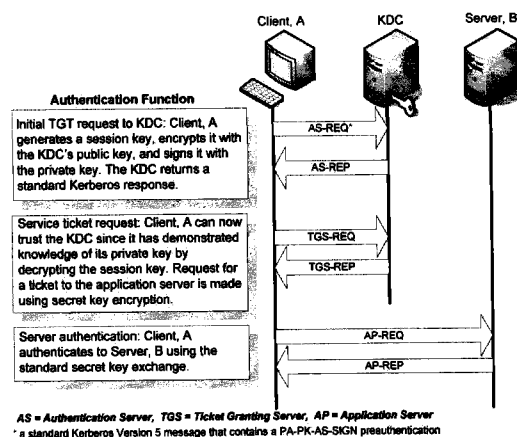 Client, A
KDC
Server, B
Authentication Function
Initial TGT request to KDC: Client, A
generates a session key, encrypts it with
the KDC's public key, and signs it with
the private key. The KDC returns a
standard Kerberos response.
AS-REQ*
AS-REP
Service ticket request: Client, A can now
trust the KDC since it has demonstrated
knowledge of its private key by
decrypting the session key. Request for
a ticket to the application server is made
using secret key encryption.
TGS-REQ
TGS-REP
Server authentication: Client, A
authenticates to Server, B using the
standard secret key exchange.
AP-REQ
AP-REP
AS = Authentication Server, TGS = Ticket Granting Server, AP = Application Server
* a standard Kerberos Version 5 message that contains a PA-PK-AS-SIGN preauthentication